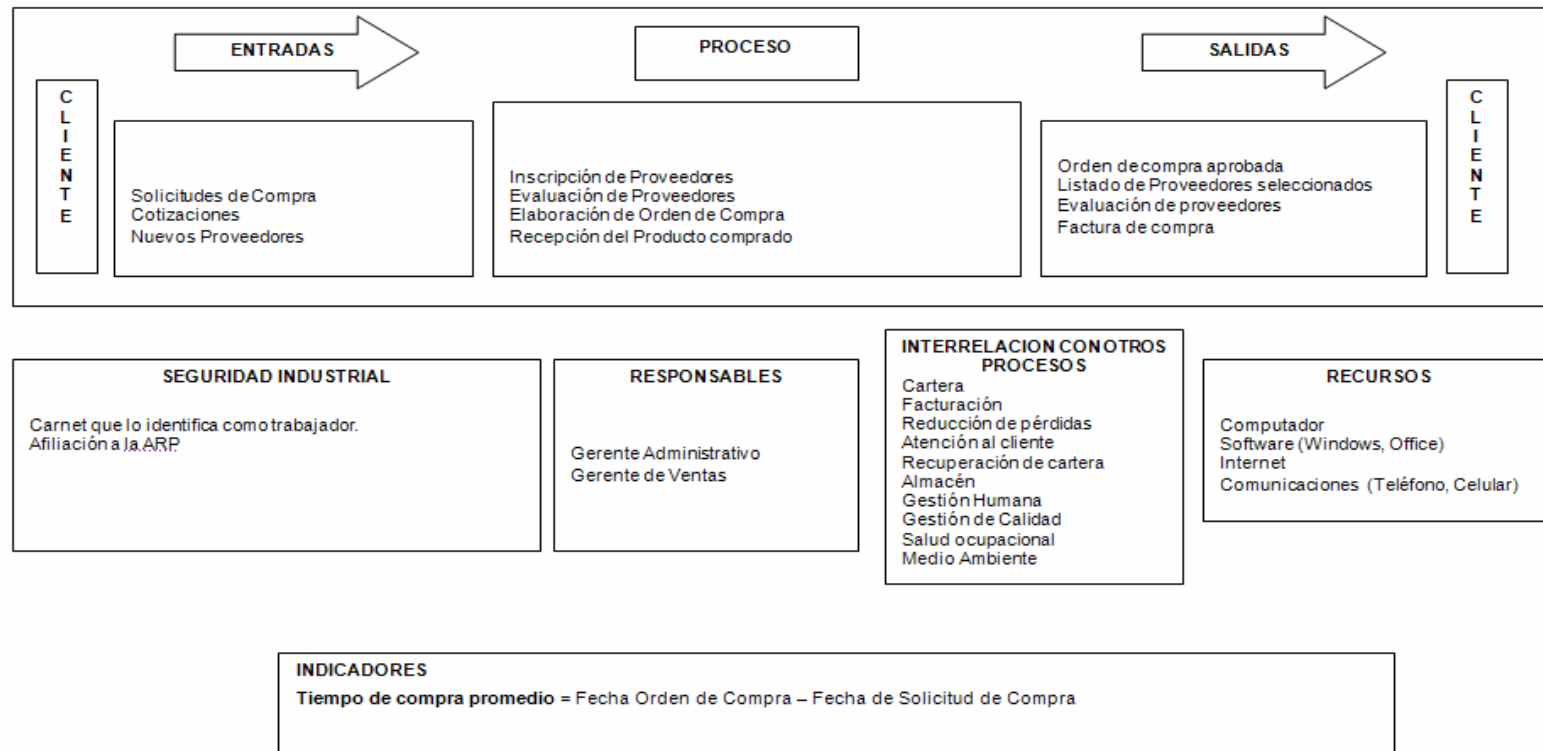 ENTRADAS
PROCESO
SALIDAS
CLIENTE
Solicitudes de Compra
Cotizaciones
Nuevos Proveedores
Inscripción de Proveedores
Evaluación de Proveedores
Elaboración de Orden de Compra
Recepción del Producto comprado
Orden de compra aprobada
Listado de Proveedores seleccionados
Evaluación de proveedores
Factura de compra
CLIENTE
SEGURIDAD INDUSTRIAL
Carnet que lo identifica como trabajador.
Afiliación a la ARP
RESPONSABLES
Gerente Administrativo
Gerente de Ventas
INTERRELACION CON OTROS
PROCESOS
Cartera
Facturación
Reducción de pérdidas
Atención al cliente
Recuperación de cartera
Almacén
Gestión Humana
Gestión de Calidad
Salud ocupacional
Medio Ambiente
RECURSOS
Computador
Software (Windows, Office)
Internet
Comunicaciones (Teléfono, Celular)
INDICADORES
Tiempo de compra promedio = Fecha Orden de Compra – Fecha de Solicitud de Compra